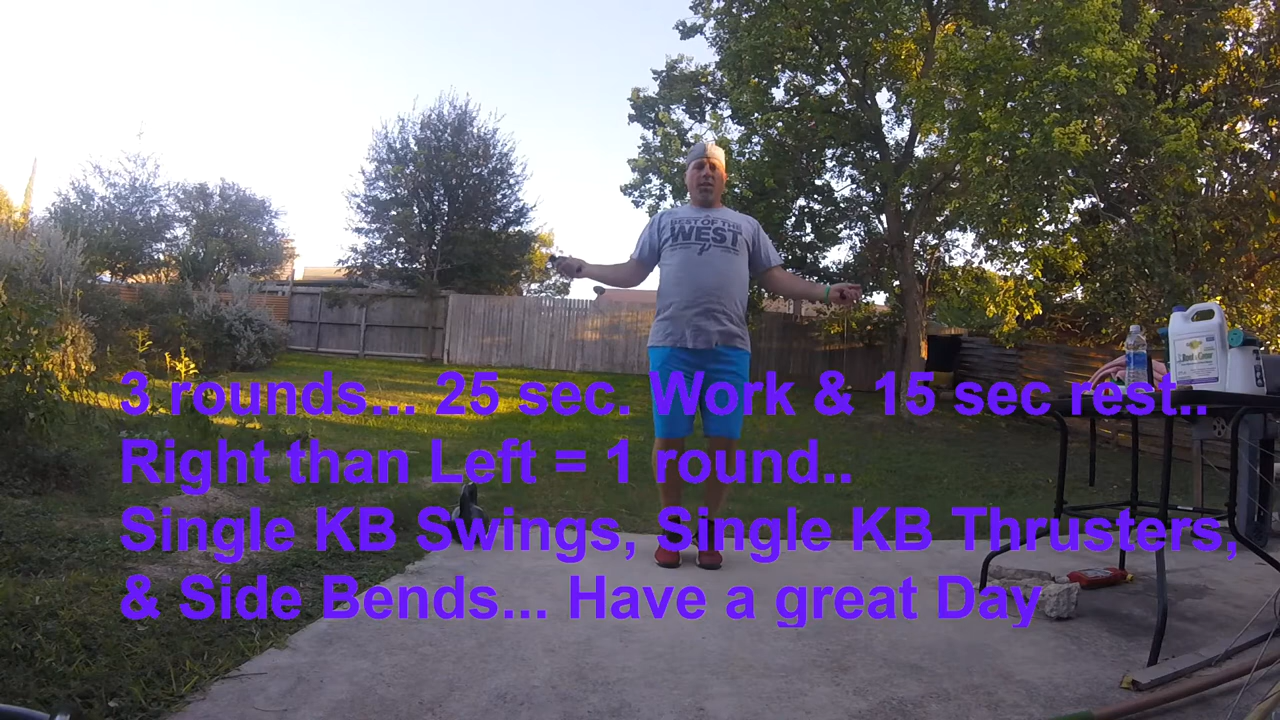 BEST OF THE
WEST
3 rounds... 25 sec. Work & 15 sec rest..
Right than Left = 1 round..
Single KB Swings, Single KB Thrusters,
& Side Bends... Have a great Day